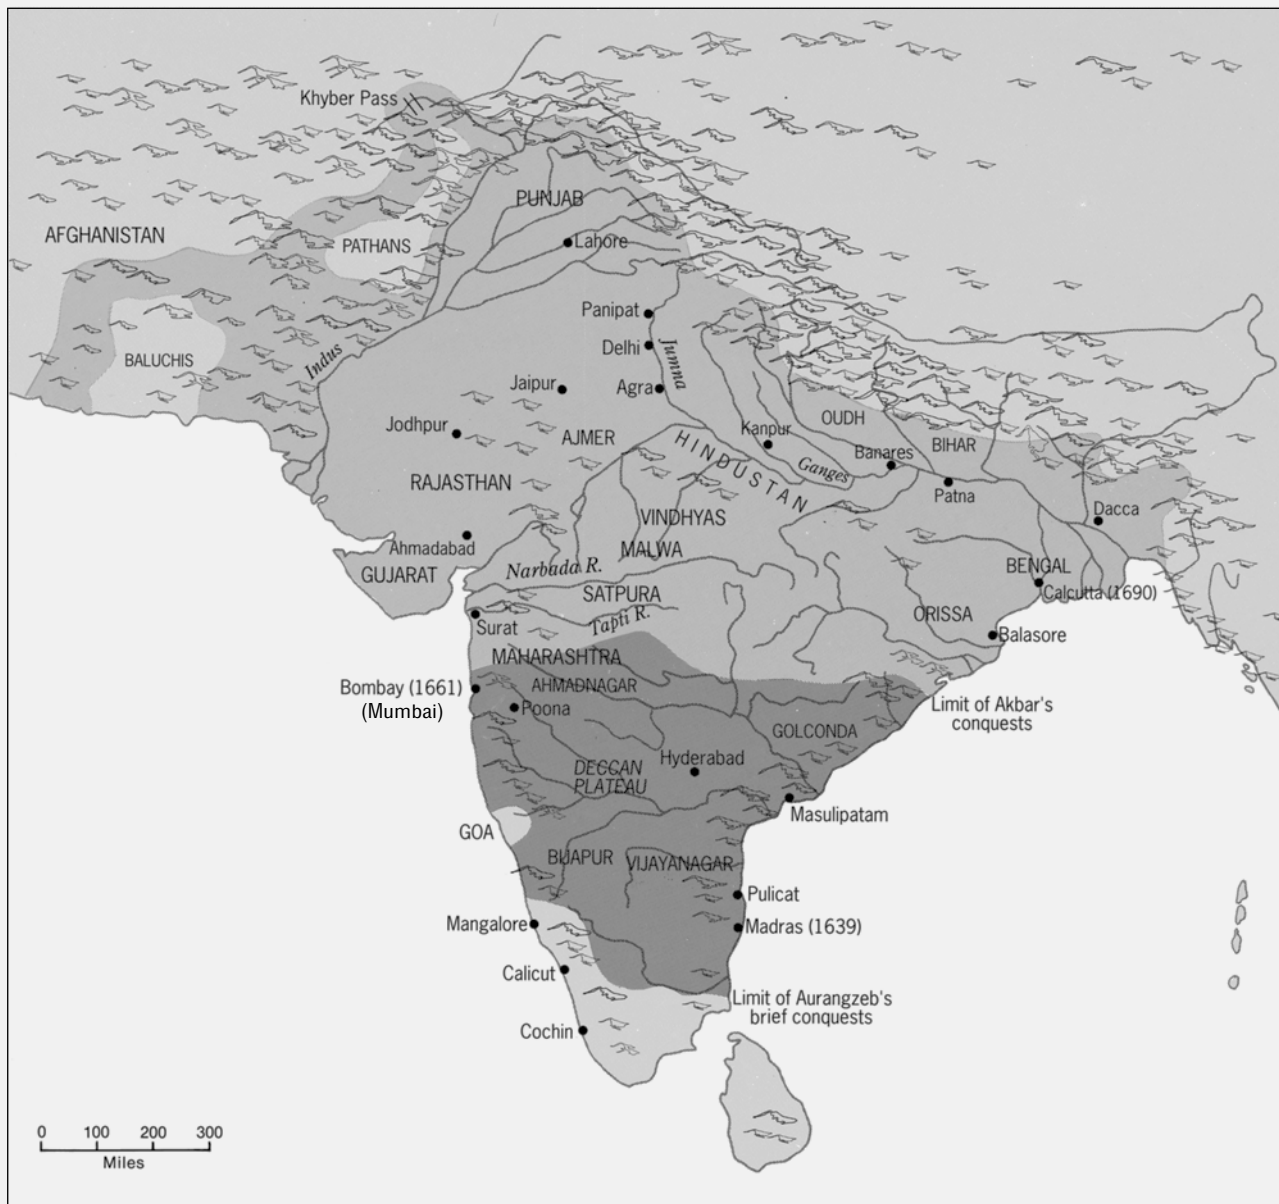 Khyber Pass
PUNJAB
AFGHANISTAN
PATHANS
Lahore
Panipat
Delhi
Jumna
Indus
BALUCHIS
Jaipur
Agra
Jodhpur
AJMER
Kanpur
OUDH
HINDUSTAN
Banares
BIHAR
Ganges
RAJASTHAN
Patna
Dacca
VINDHYAS
Ahmadabad
MALWA
GUJARAT
Narbada R.
BENGAL
SATPURA
Calcutta (1690)
ORISSA
Surat
Tapti R.
Balasore
MAHARASHTRA
AHMADNAGAR
Bombay (1661)
(Mumbai)
Poona
Limit of Akbar's
conquests
GOLCONDA
Hyderabad
DECCAN
PLATEAU
Masulipatam
GOA
BIJAPUR
VIJAYANAGAR
Pulicat
Mangalore
Madras (1639)
Calicut
Limit of Aurangzeb's
brief conquests
Cochin
0 100 200 300
Miles